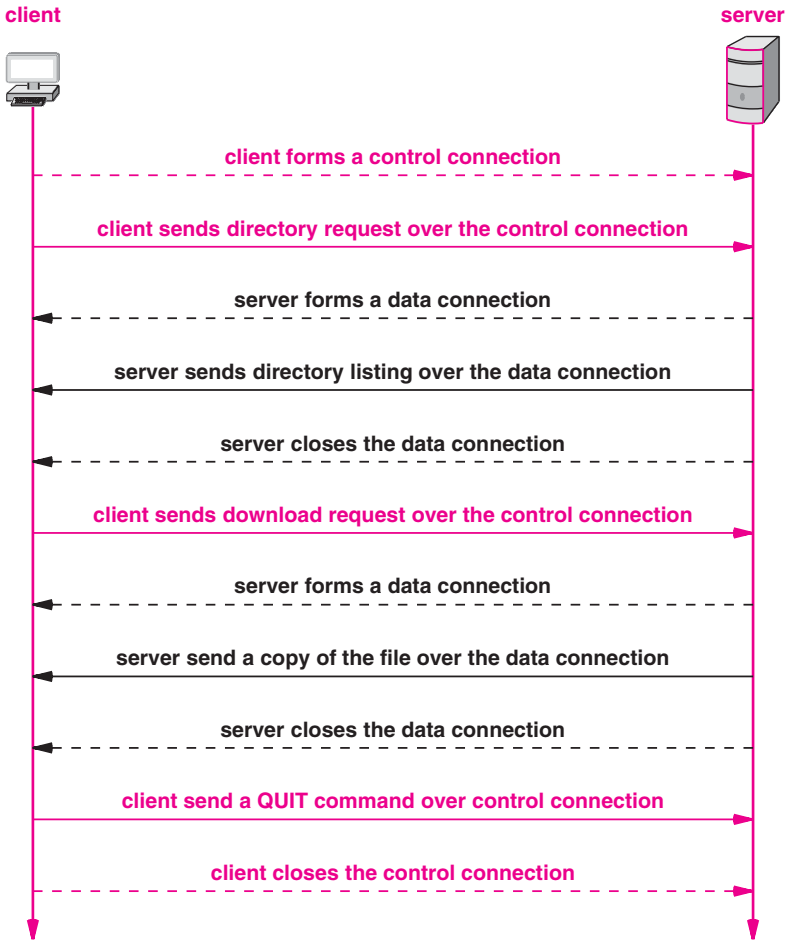 client
server
client forms a control connection
client sends directory request over the control connection
server forms a data connection
server sends directory listing over the data connection
server closes the data connection
client sends download request over the control connection
server forms a data connection
server send a copy of the file over the data connection
server closes the data connection
client send a QUIT command over control connection
client closes the control connection